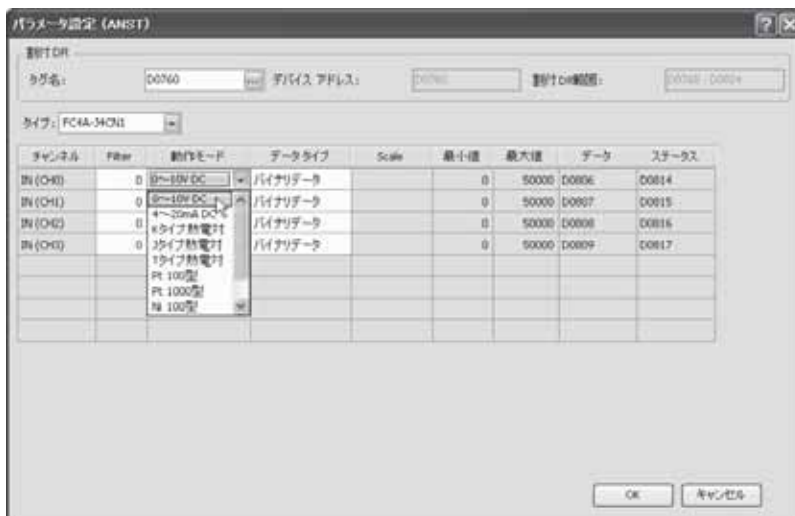 パラメータ設定 (ANST)
割付DR
タグ名: D0760 ... デバイス アドレス: D0760 割付DR範囲:
タイプ: FC4A-J4CN1
チャンネル Filter 動作モード データタイプ Scale 最小値 最大値 データ ステータス
IN (CH0) 0 0～10V DC バイナリデータ 0 50000 D0806 D0814
IN (CH1) 0 バイナリデータ 0 50000 D0807 D0815
IN (CH2) 0 バイナリデータ 0 50000 D0808 D0816
IN (CH3) 0 バイナリデータ 0 50000 D0809 D0817
0～10V DC
4～20mA DC
Kタイプ熱電対
Jタイプ熱電対
Tタイプ熱電対
Pt 100型
Pt 1000型
Ni 100型
OK キャンセル